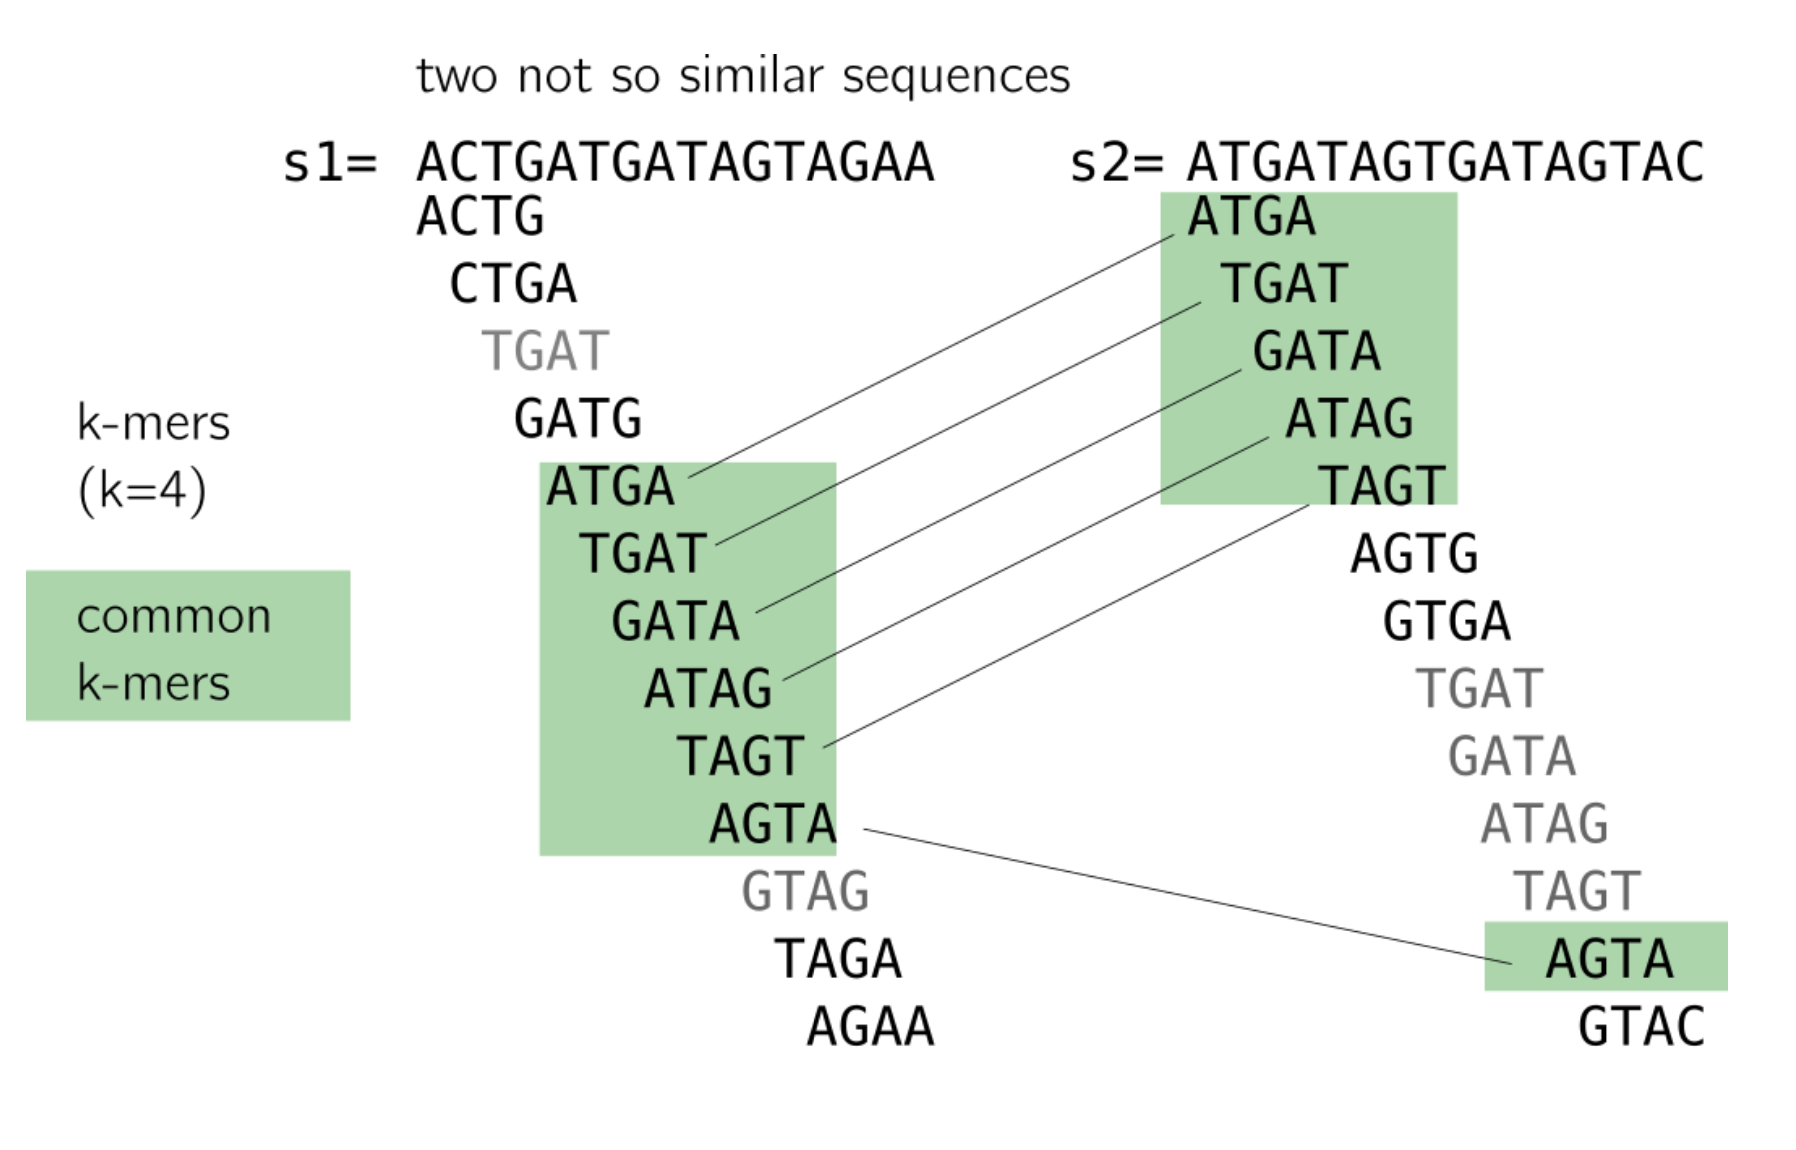 two not so similar sequences
s1= ACTGATGATAGTAGAA s2= ATGATAGTGATAGTAC
ACTG ATGA
CTGA TGAT
TGAT GATA
k-mers GATG ATAG
(k=4) ATGA TAGT
TGAT AGTG
common GATA GTGA
k-mers ATAG TGAT
TAGT GATA
AGTA ATAG
GTAG TAGT
TAGA AGTA
AGAA GTAC